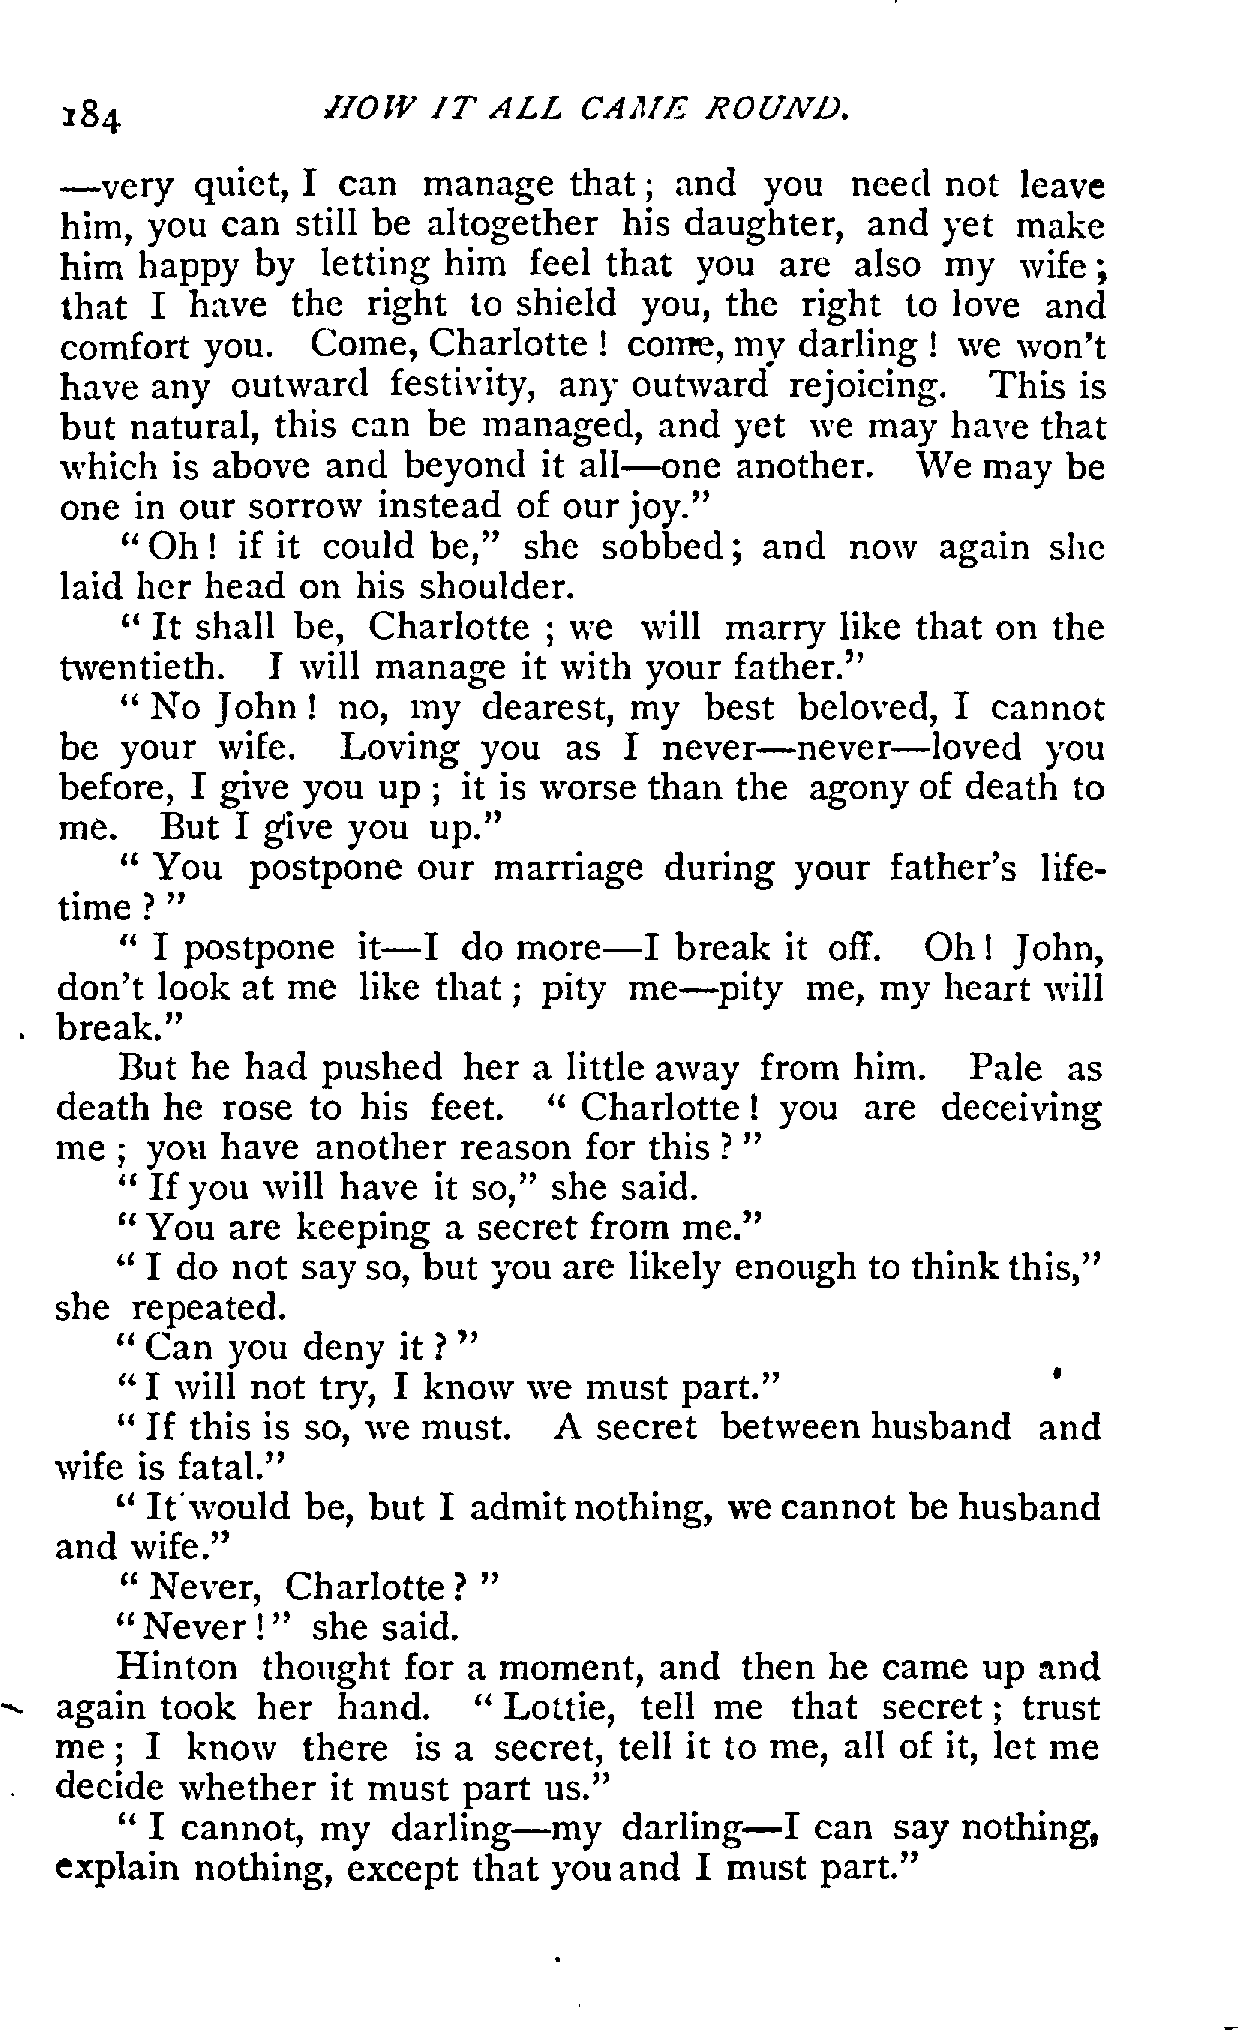 184 HOW IT ALL CAME ROUND.
—very quiet, I can manage that; and you need not leave
him, you can still be altogether his daughter, and yet make
him happy by letting him feel that you are also my wife;
that I have the right to shield you, the right to love and
comfort you. Come, Charlotte! come, my darling! we won't
have any outward festivity, any outward rejoicing. This is
but natural, this can be managed, and yet we may have that
which is above and beyond it all—one another. We may be
one in our sorrow instead of our joy."
"Oh! if it could be," she sobbed; and now again she
laid her head on his shoulder.
"It shall be, Charlotte; we will marry like that on the
twentieth. I will manage it with your father."
"No John! no, my dearest, my best beloved, I cannot
be your wife. Loving you as I never—never—loved you
before, I give you up; it is worse than the agony of death to
me. But I give you up."
"You postpone our marriage during your father's life-
time?"
"I postpone it—I do more—I break it off. Oh! John,
don't look at me like that; pity me—pity me, my heart will
break."
But he had pushed her a little away from him. Pale as
death he rose to his feet. "Charlotte! you are deceiving
me; you have another reason for this?"
"If you will have it so," she said.
"You are keeping a secret from me."
"I do not say so, but you are likely enough to think this,"
she repeated.
"Can you deny it?"
"I will not try, I know we must part."
"If this is so, we must. A secret between husband and
wife is fatal."
"It would be, but I admit nothing, we cannot be husband
and wife."
"Never, Charlotte?"
"Never!" she said.
Hinton thought for a moment, and then he came up and
again took her hand. "Lottie, tell me that secret; trust
me; I know there is a secret, tell it to me, all of it, let me
decide whether it must part us."
"I cannot, my darling—my darling—I can say nothing,
explain nothing, except that you and I must part."